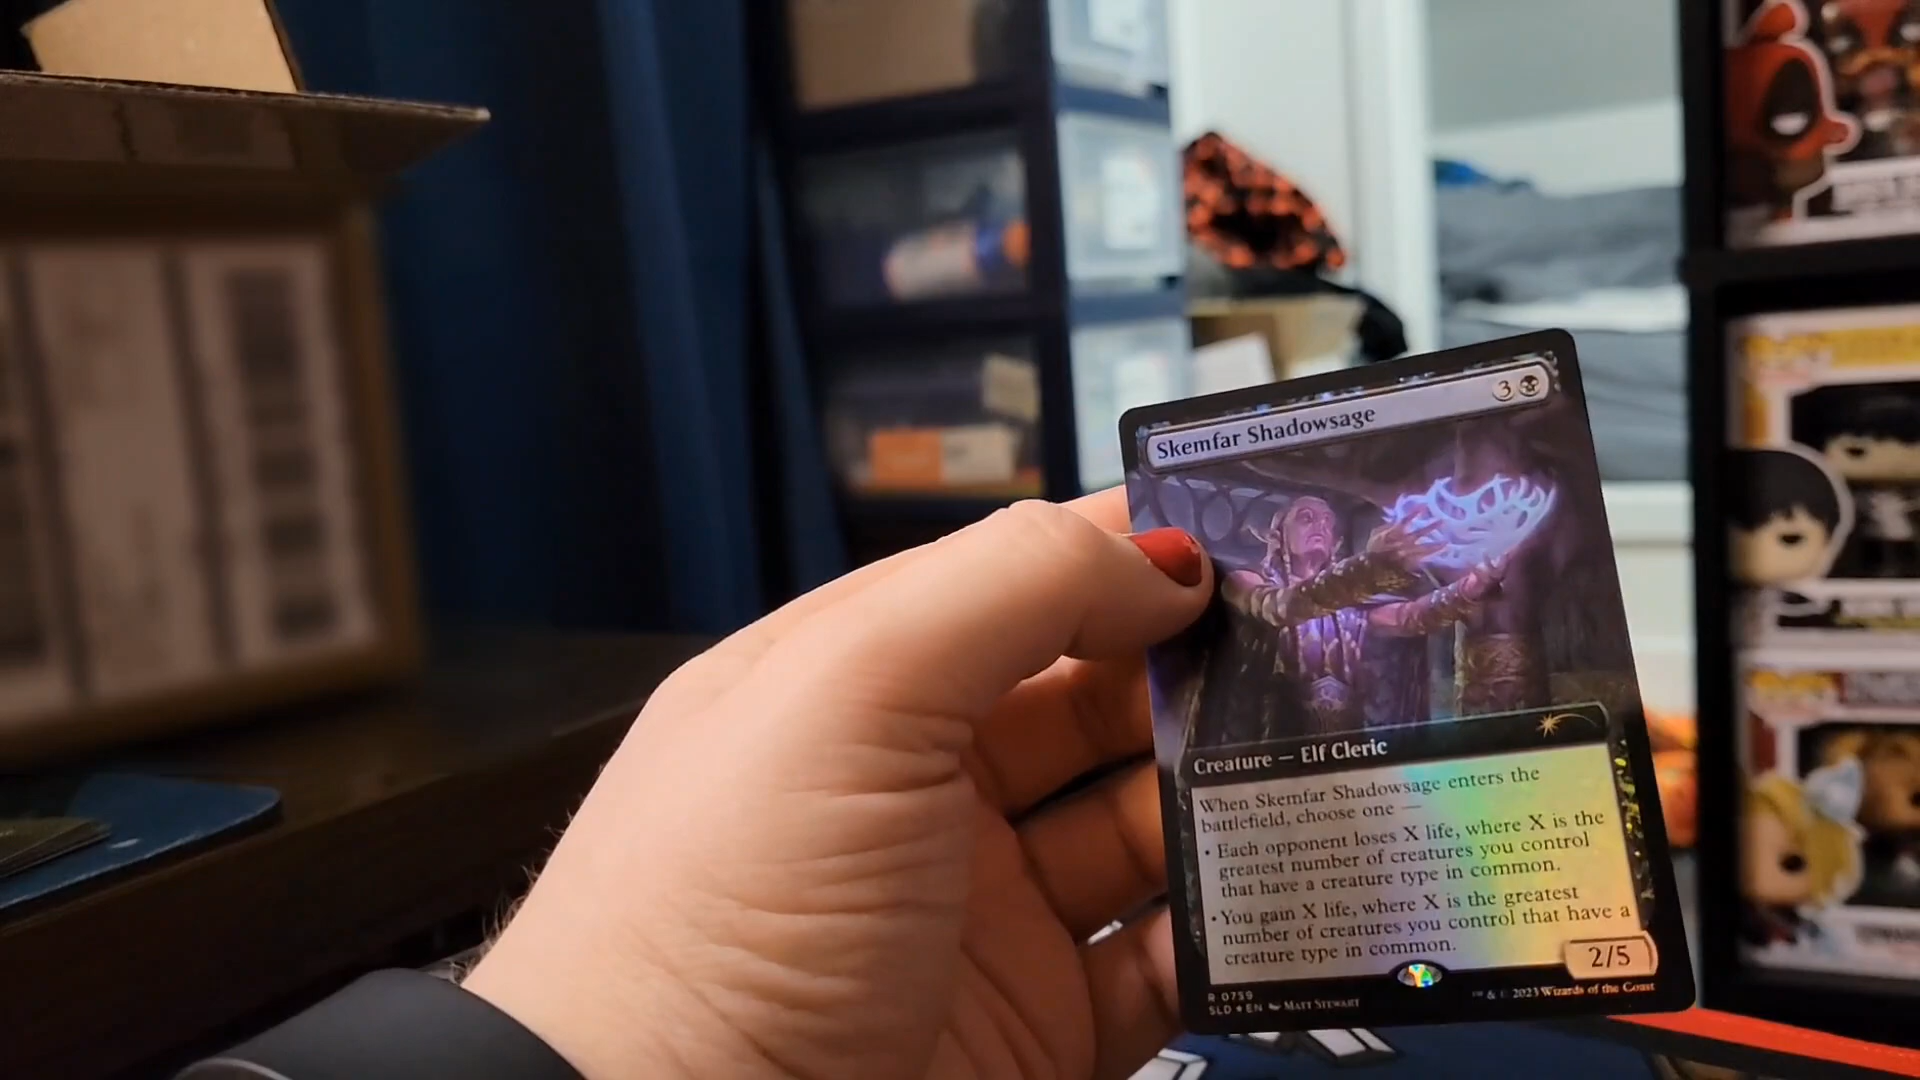 Skemfar Shadowsage
3
Creature — Elf Cleric
When Skemfar Shadowsage enters the
battlefield, choose one —
• Each opponent loses X life, where X is the
greatest number of creatures you control
that have a creature type in common.
• You gain X life, where X is the greatest
number of creatures you control that have a
creature type in common.
2/5
R 0739
SLD ★ EN Matt Stewart
™ & © 2023 Wizards of the Coast